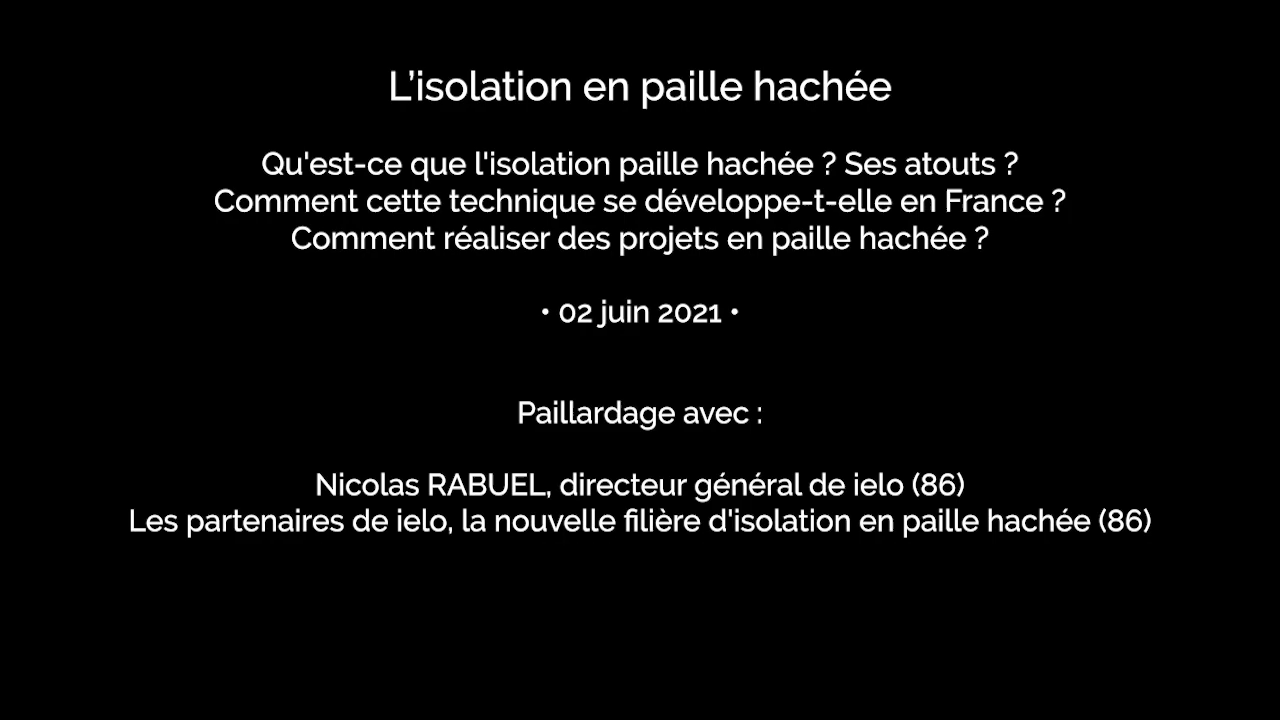 L’isolation en paille hachée
Qu'est-ce que l'isolation paille hachée ? Ses atouts ?
Comment cette technique se développe-t-elle en France ?
Comment réaliser des projets en paille hachée ?
• 02 juin 2021 •
Paillardage avec :
Nicolas RABUEL, directeur général de ielo (86)
Les partenaires de ielo, la nouvelle filière d'isolation en paille hachée (86)